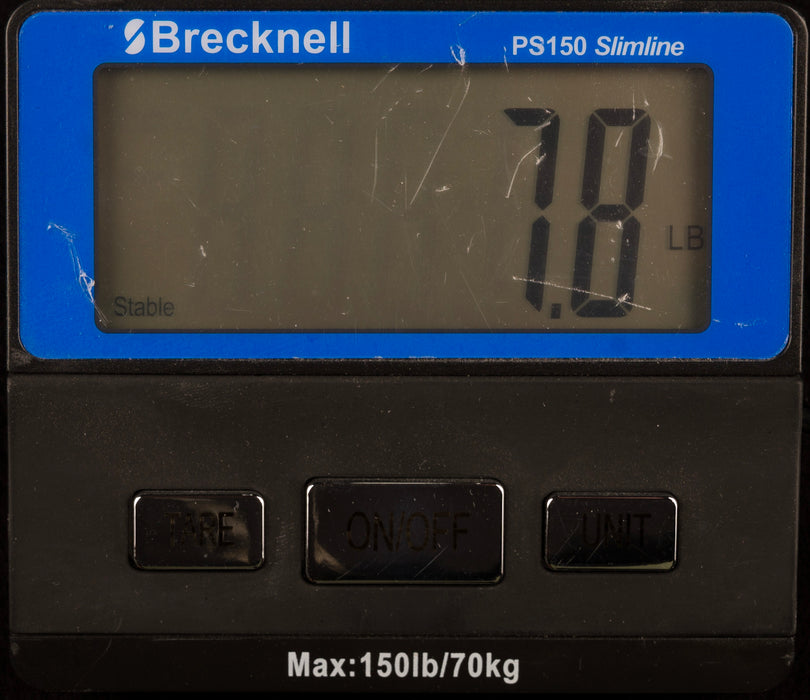 Brecknell
PS150 Slimline
7.8
LB
Stable
TARE
ON/OFF
UNIT
Max:150lb/70kg